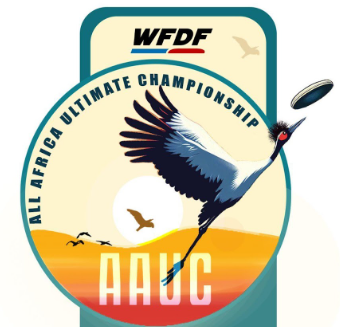 WFDF
ALL AFRICA ULTIMATE CHAMPIONSHIP
AAUC